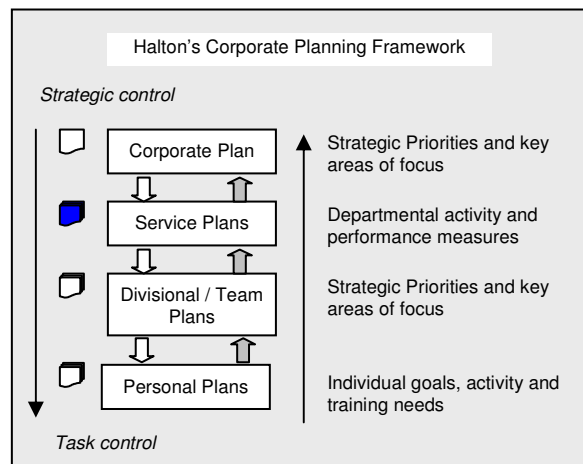 Halton's Corporate Planning Framework
Strategic control
Corporate Plan
Strategic Priorities and key
areas of focus
Service Plans
Departmental activity and
performance measures
Divisional / Team
Plans
Strategic Priorities and key
areas of focus
Personal Plans
Individual goals, activity and
training needs
Task control